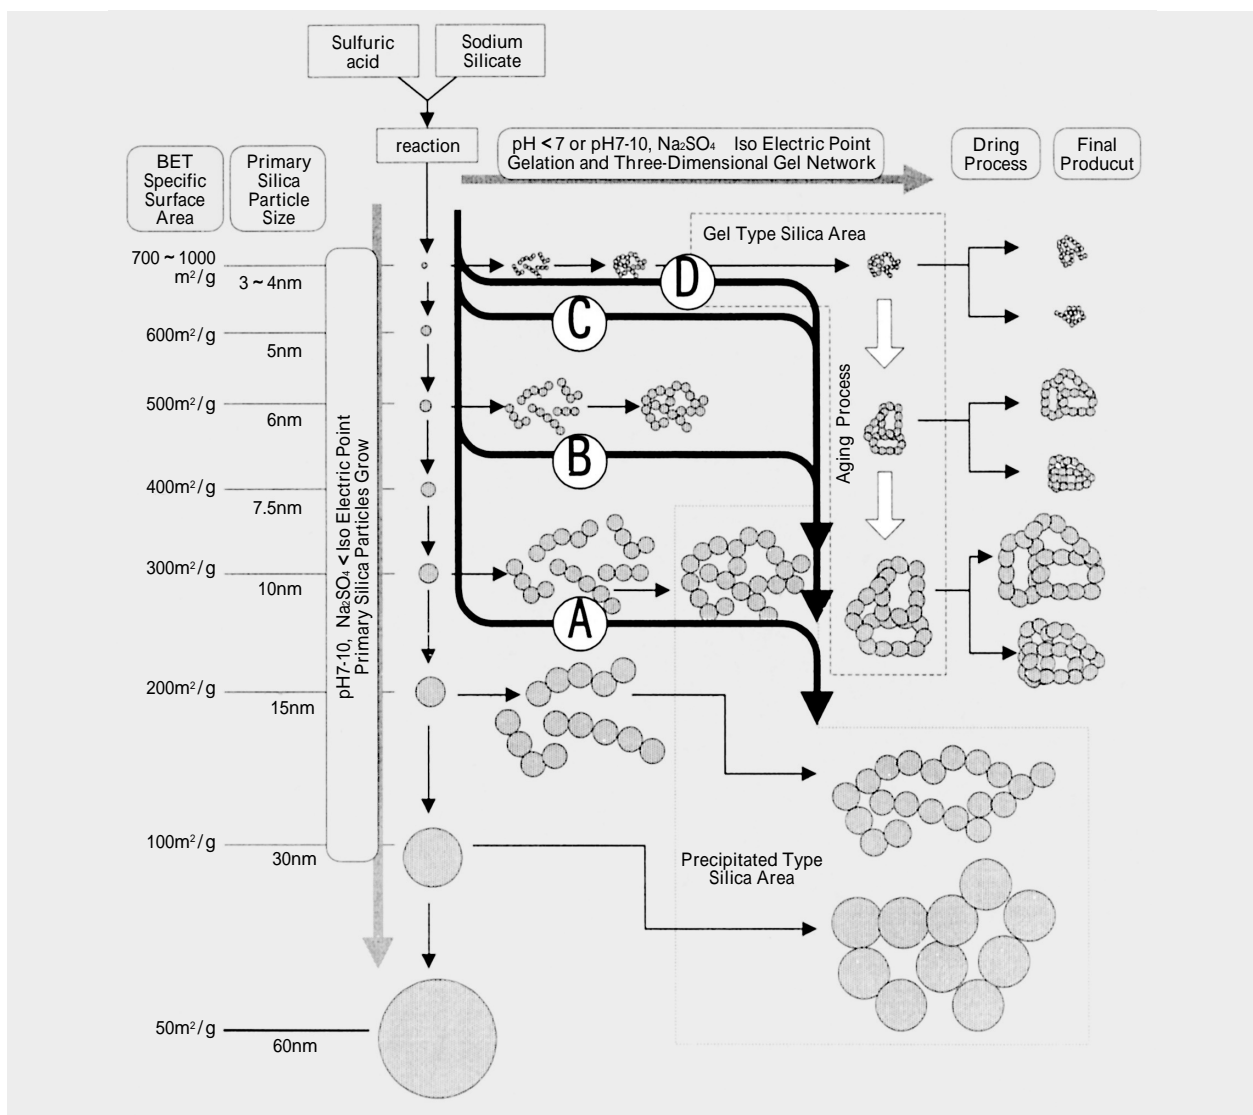 Sulfuric
acid
Sodium
Silicate
reaction
pH < 7 or pH7-10, Na₂SO₄ Iso Electric Point
Gelation and Three-Dimensional Gel Network
Dring
Process
Final
Producut
BET
Specific
Surface
Area
Primary
Silica
Particle
Size
700 ~ 1000
m²/g
3 ~ 4nm
600m²/g
5nm
500m²/g
6nm
400m²/g
7.5nm
300m²/g
10nm
200m²/g
15nm
100m²/g
30nm
50m²/g
60nm
pH7-10, Na₂SO₄ < Iso Electric Point
Primary Silica Particles Grow
Gel Type Silica Area
D
C
B
A
Aging Process
Precipitated Type
Silica Area